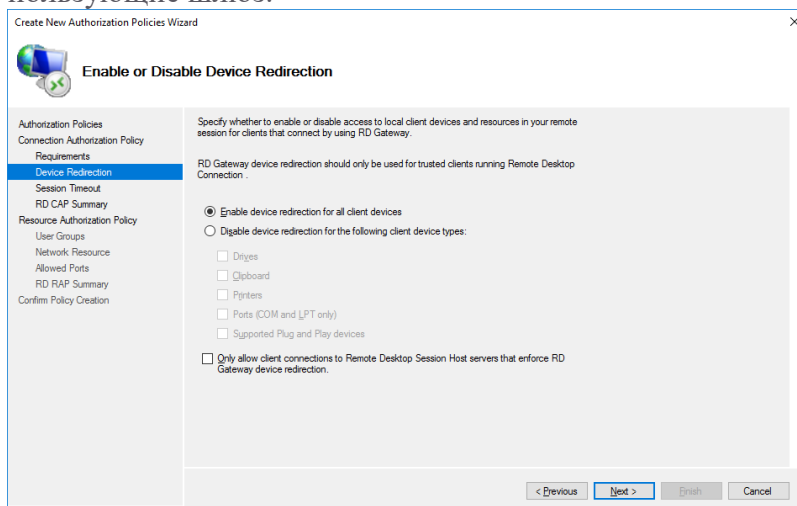 пользующие шлюз.
Create New Authorization Policies Wizard
Enable or Disable Device Redirection
Authorization Policies
Connection Authorization Policy
Requirements
Device Redirection
Session Timeout
RD CAP Summary
Resource Authorization Policy
User Groups
Network Resource
Allowed Ports
RD RAP Summary
Confirm Policy Creation
Specify whether to enable or disable access to local client devices and resources in your remote
session for clients that connect by using RD Gateway.
RD Gateway device redirection should only be used for trusted clients running Remote Desktop
Connection .
Enable device redirection for all client devices
Disable device redirection for the following client device types:
Drives
Clipboard
Printers
Ports (COM and LPT only)
Supported Plug and Play devices
Only allow client connections to Remote Desktop Session Host servers that enforce RD
Gateway device redirection.
< Previous
Next >
Finish
Cancel